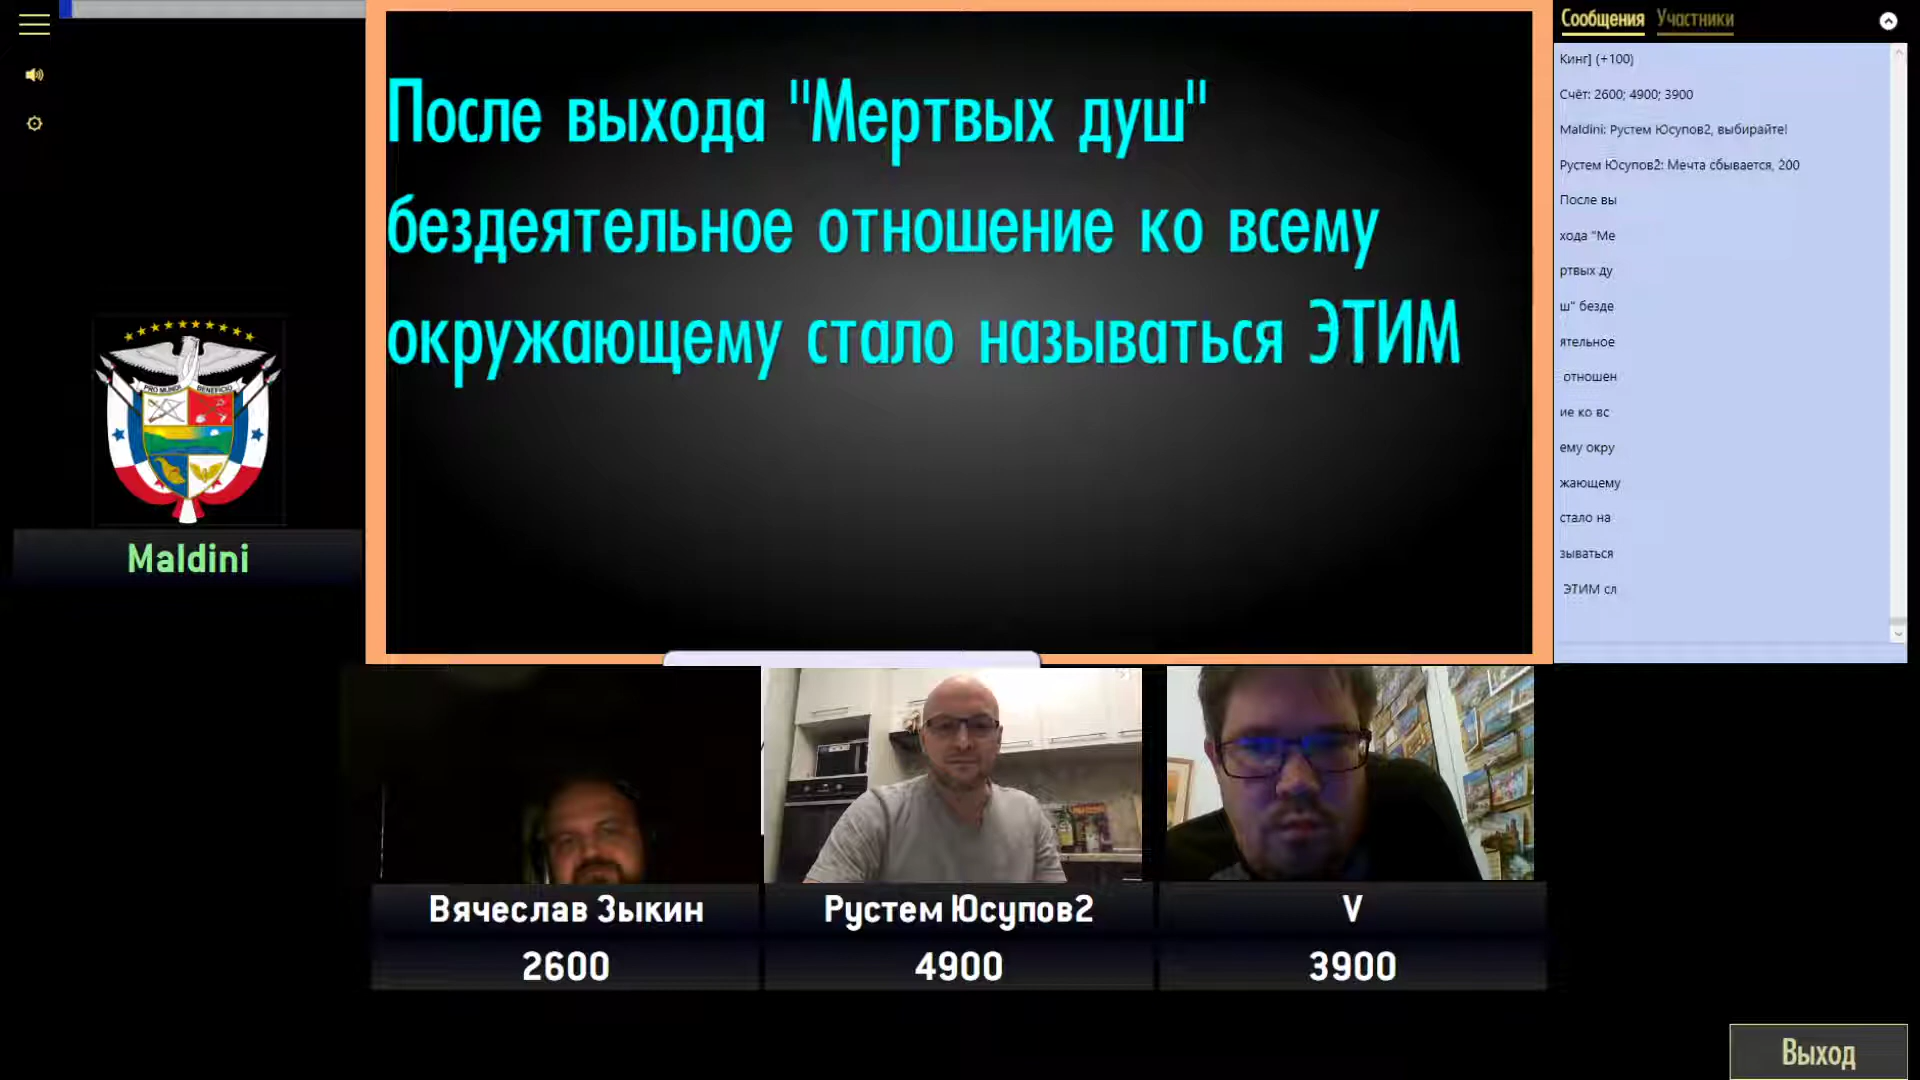 После выхода "Мертвых душ"
бездеятельное отношение ко всему
окружающему стало называться ЭТИМ
Сообщения Участники
Кинг] (+100)
Счёт: 2600; 4900; 3900
Maldini: Рустем Юсупов2, выбирайте!
Рустем Юсупов2: Мечта сбывается, 200
После вы
хода "Ме
ртвых ду
ш" безде
ятельное
отношен
ие ко вс
ему окру
жающему
стало на
зываться
ЭТИМ сл
PRO MUNDI BENEFICIO
Maldini
Вячеслав Зыкин
2600
Рустем Юсупов2
4900
V
3900
Выход